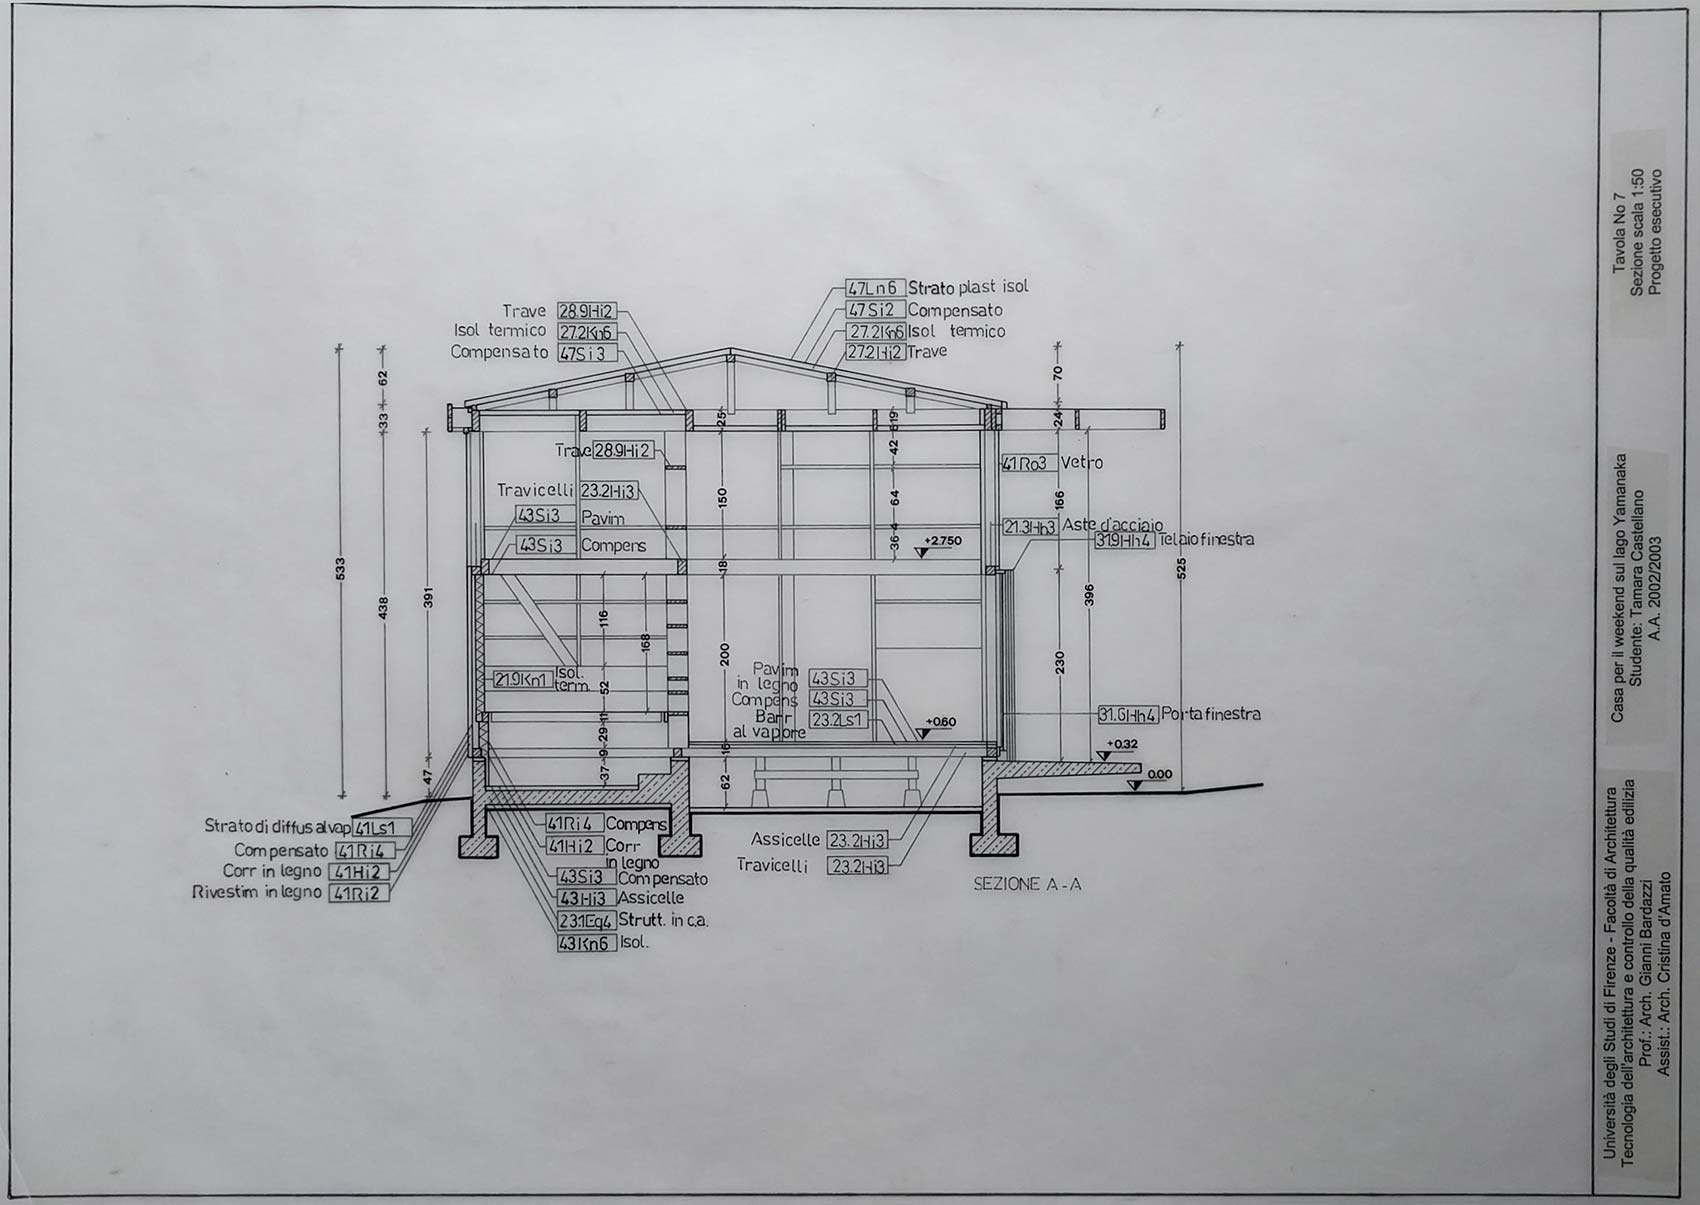 47Ln6 Strato plast isol
Trave 28.9Hi2
47Si2 Compensato
Isol termico 27.2Kn6
27.2Kn6 Isol termico
Compensato 47Si3
27.2Hi2 Trave
62
70
33
25
6 19
24
Trave 28.9Hi2
42
41Ro3 Vetro
Travicelli 23.2Hi3
150
64
166
43Si3 Pavim
21.3Hh3 Aste d'acciaio
43Si3 Compens
36 4
+2.750
31.9Hh4 Telaio finestra
533
18
525
438
391
396
116
168
200
230
21.9Kn1 Isol.
term.
52
Pavim
in legno 43Si3
Compens 43Si3
Barr
al vapore 23.2Ls1
31.6Hh4 Porta finestra
+0.60
11
29
9
16
+0.32
47
37
62
0.00
Strato di diffus al vap 41Ls1
Compensato 41Ri4
Corr in legno 41Hi2
Rivestim in legno 41Ri2
41Ri4 Compens
41Hi2 Corr
in legno
43Si3 Compensato
43Hi3 Assicelle
23.1Eq4 Strutt. in c.a.
43Kn6 Isol.
Assicelle 23.2Hi3
Travicelli 23.2Hi3
SEZIONE A-A
Tavola No 7
Sezione scala 1:50
Progetto esecutivo
Casa per il weekend sul lago Yamanaka
Studente: Tamara Castellano
A.A. 2002/2003
Università degli Studi di Firenze - Facoltà di Architettura
Tecnologia dell'architettura e controllo della qualità edilizia
Prof.: Arch. Gianni Bardazzi
Assist.: Arch. Cristina d'Amato